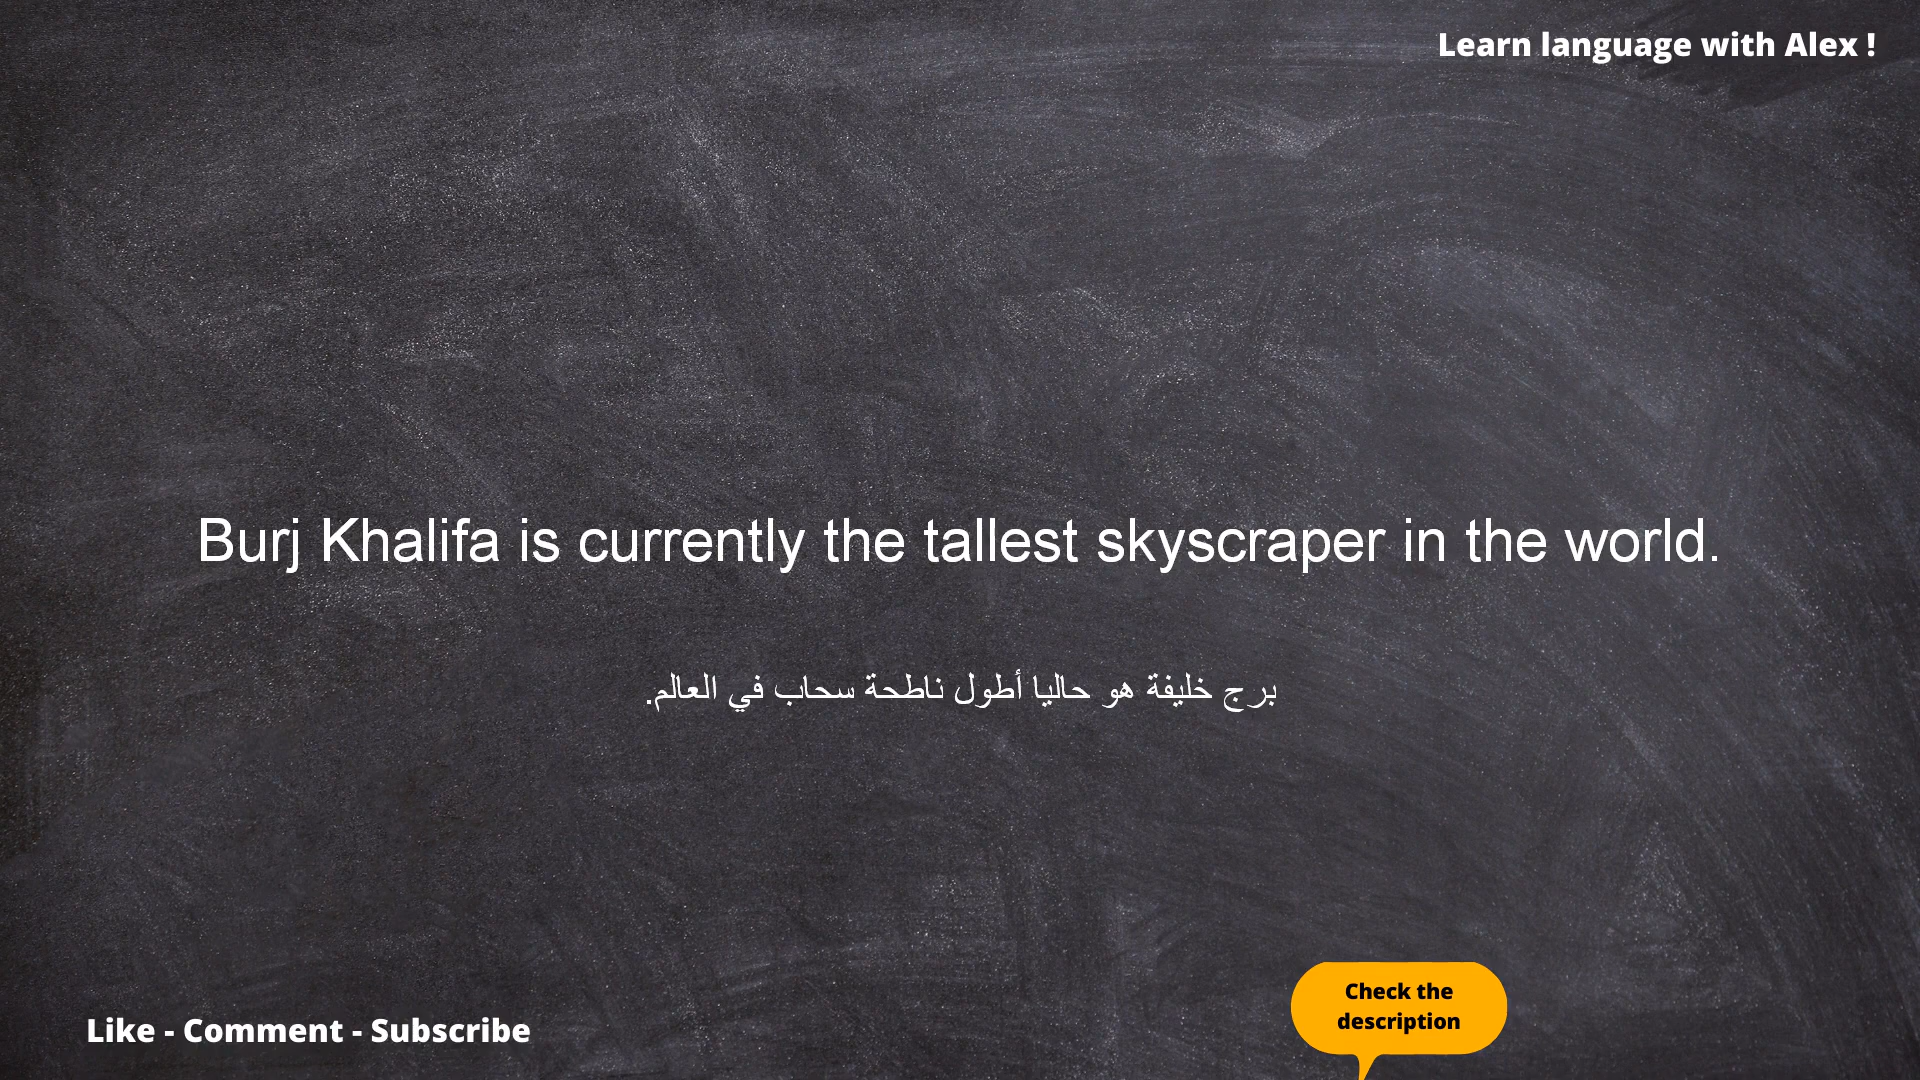 Learn language with Alex !
Burj Khalifa is currently the tallest skyscraper in the world.
برج خليفة هو حاليا أطول ناطحة سحاب في العالم.
Check the
description
Like - Comment - Subscribe